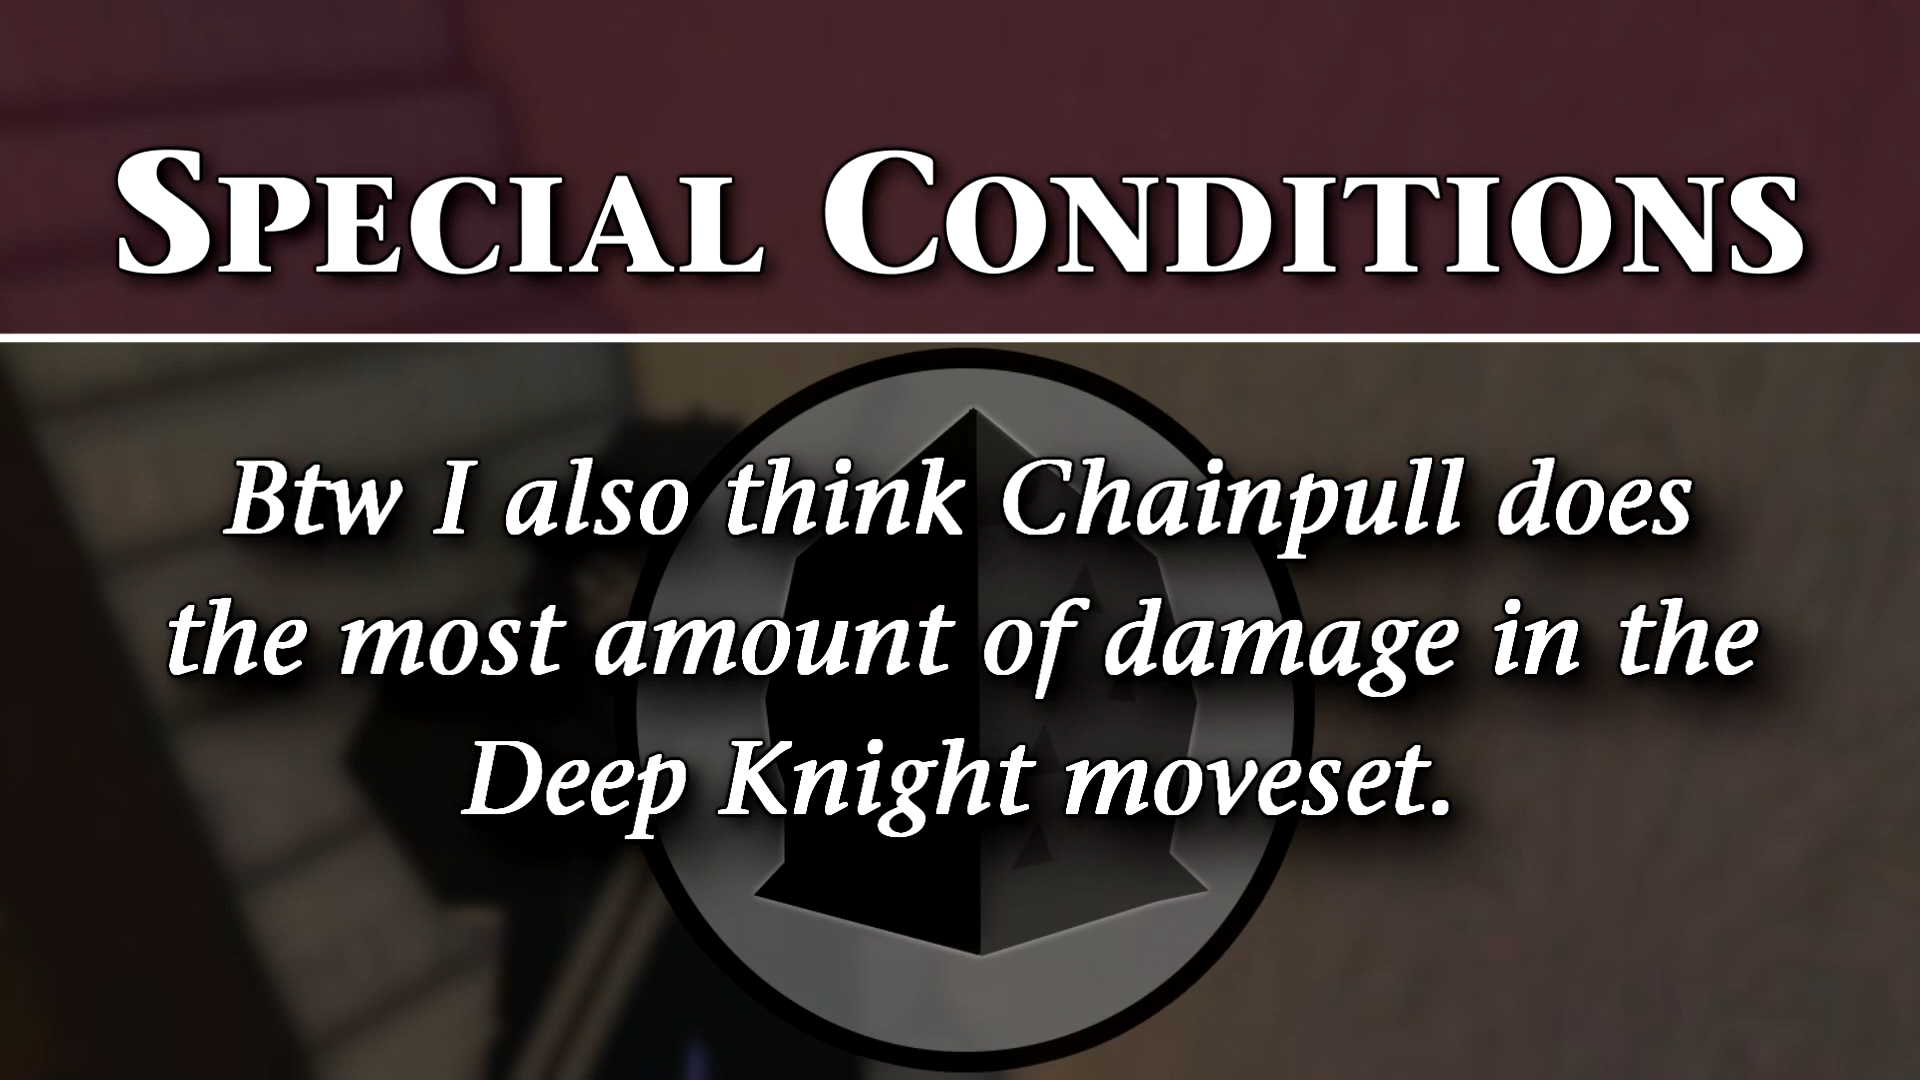 Special Conditions
Btw I also think Chainpull does
the most amount of damage in the
Deep Knight moveset.